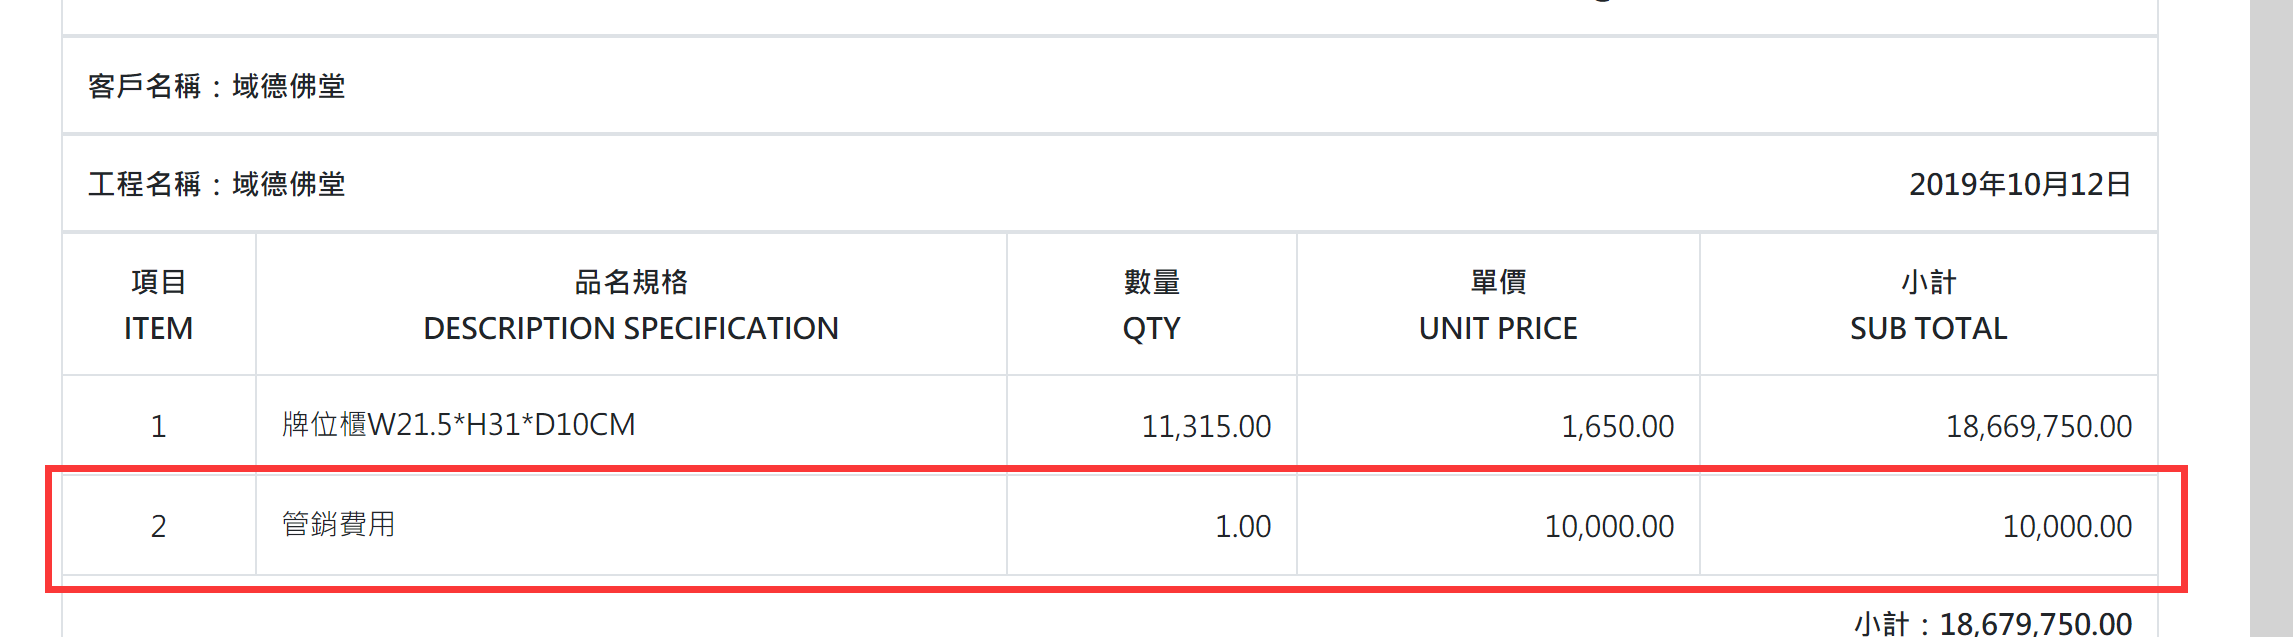 客戶名稱：域德佛堂
工程名稱：域德佛堂 2019年10月12日
項目 品名規格 數量 單價 小計
ITEM DESCRIPTION SPECIFICATION QTY UNIT PRICE SUB TOTAL
1 牌位櫃W21.5*H31*D10CM 11,315.00 1,650.00 18,669,750.00
2 管銷費用 1.00 10,000.00 10,000.00
小計：18,679,750.00